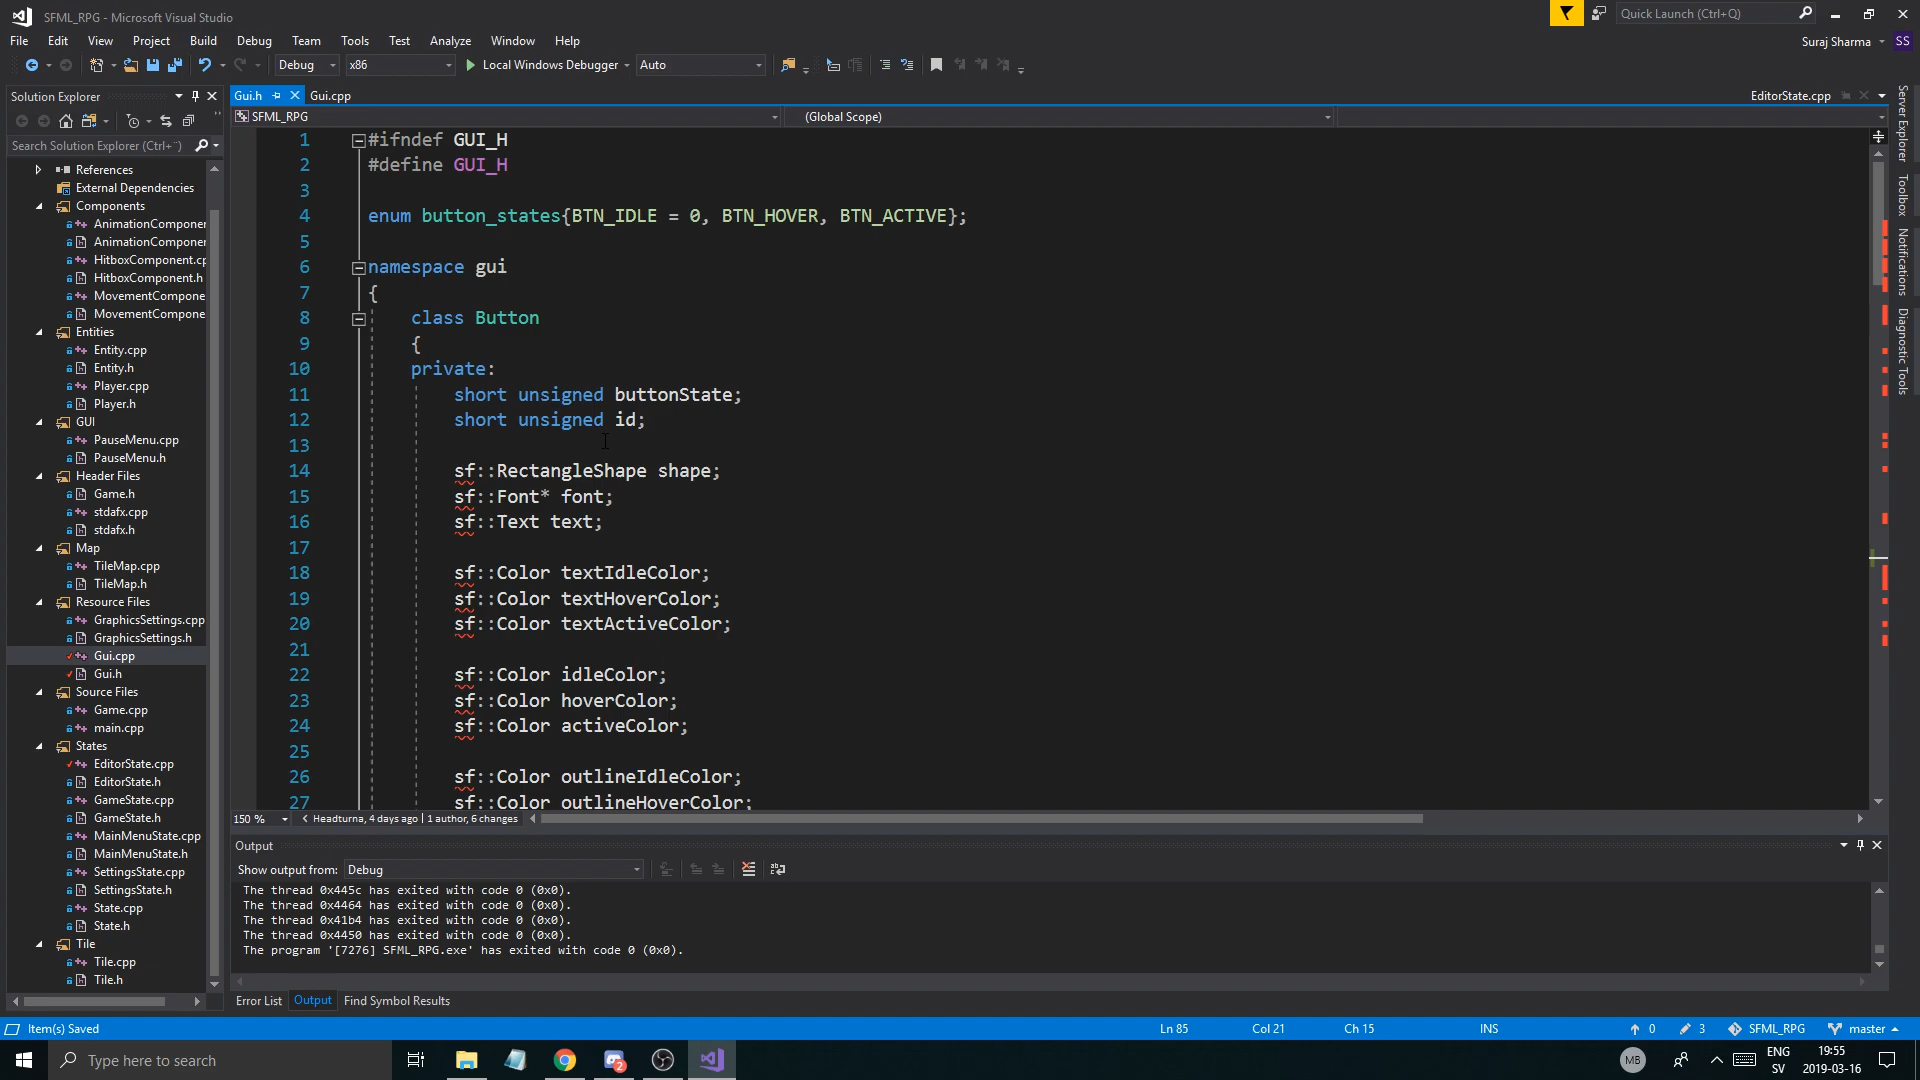 SFML_RPG - Microsoft Visual Studio
Quick Launch (Ctrl+Q)
File Edit View Project Build Debug Team Tools Test Analyze Window Help
Suraj Sharma SS
Debug x86 Local Windows Debugger Auto
Solution Explorer
Gui.h Gui.cpp EditorState.cpp
SFML_RPG (Global Scope)
Search Solution Explorer (Ctrl+¨)
References
External Dependencies
Components
AnimationComponen
AnimationComponen
HitboxComponent.cp
HitboxComponent.h
MovementCompone
MovementCompone
Entities
Entity.cpp
Entity.h
Player.cpp
Player.h
GUI
PauseMenu.cpp
PauseMenu.h
Header Files
Game.h
stdafx.cpp
stdafx.h
Map
TileMap.cpp
TileMap.h
Resource Files
GraphicsSettings.cpp
GraphicsSettings.h
Gui.cpp
Gui.h
Source Files
Game.cpp
main.cpp
States
EditorState.cpp
EditorState.h
GameState.cpp
GameState.h
MainMenuState.cpp
MainMenuState.h
SettingsState.cpp
SettingsState.h
State.cpp
State.h
Tile
Tile.cpp
Tile.h
1 #ifndef GUI_H
2 #define GUI_H
3
4 enum button_states{BTN_IDLE = 0, BTN_HOVER, BTN_ACTIVE};
5
6 namespace gui
7 {
8 class Button
9 {
10 private:
11 short unsigned buttonState;
12 short unsigned id;
13
14 sf::RectangleShape shape;
15 sf::Font* font;
16 sf::Text text;
17
18 sf::Color textIdleColor;
19 sf::Color textHoverColor;
20 sf::Color textActiveColor;
21
22 sf::Color idleColor;
23 sf::Color hoverColor;
24 sf::Color activeColor;
25
26 sf::Color outlineIdleColor;
27 sf::Color outlineHoverColor;
150 % Headturna, 4 days ago | 1 author, 6 changes
Server Explorer
Toolbox
Notifications
Diagnostic Tools
Output
Show output from: Debug
The thread 0x445c has exited with code 0 (0x0).
The thread 0x4464 has exited with code 0 (0x0).
The thread 0x41b4 has exited with code 0 (0x0).
The thread 0x4450 has exited with code 0 (0x0).
The program '[7276] SFML_RPG.exe' has exited with code 0 (0x0).
Error List Output Find Symbol Results
Item(s) Saved Ln 85 Col 21 Ch 15 INS 0 3 SFML_RPG master
Type here to search
2
MB
ENG
SV
19:55
2019-03-16